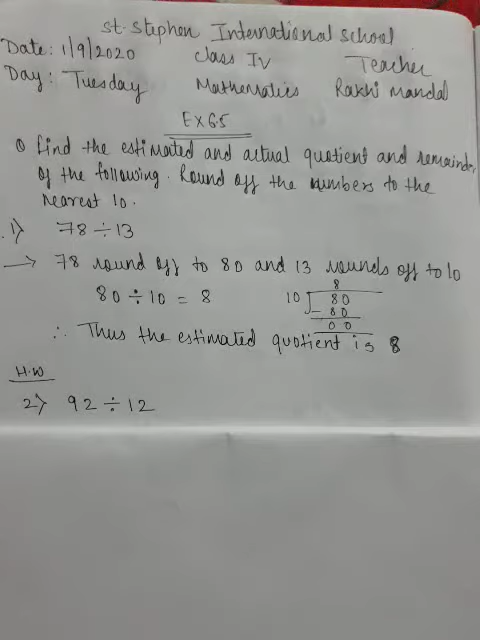 St. Stephen International School
Date: 1/9/2020 Class IV Teacher
Day: Tuesday Mathematics Rakhi Mandal
Ex 6.5
Q Find the estimated and actual quotient and remainder
of the following. Round off the numbers to the
nearest 10.
1) 78 ÷ 13
→ 78 round off to 80 and 13 rounds off to 10
8
80 ÷ 10 = 8 10 80
- 80
00
∴ Thus the estimated quotient is 8
H.W
2) 92 ÷ 12